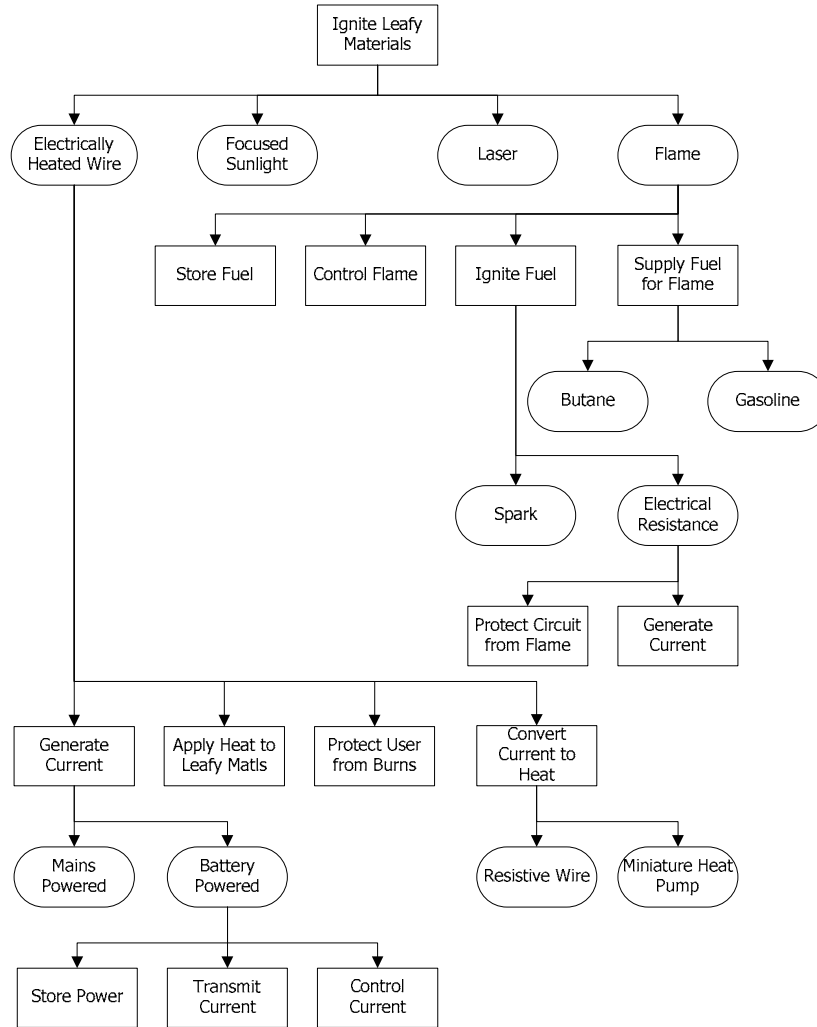 Ignite Leafy
Materials
Electrically
Heated Wire
Focused
Sunlight
Laser
Flame
Store Fuel
Control Flame
Ignite Fuel
Supply Fuel
for Flame
Butane
Gasoline
Spark
Electrical
Resistance
Protect Circuit
from Flame
Generate
Current
Generate
Current
Apply Heat to
Leafy Matls
Protect User
from Burns
Convert
Current to
Heat
Mains
Powered
Battery
Powered
Resistive Wire
Miniature Heat
Pump
Store Power
Transmit
Current
Control
Current